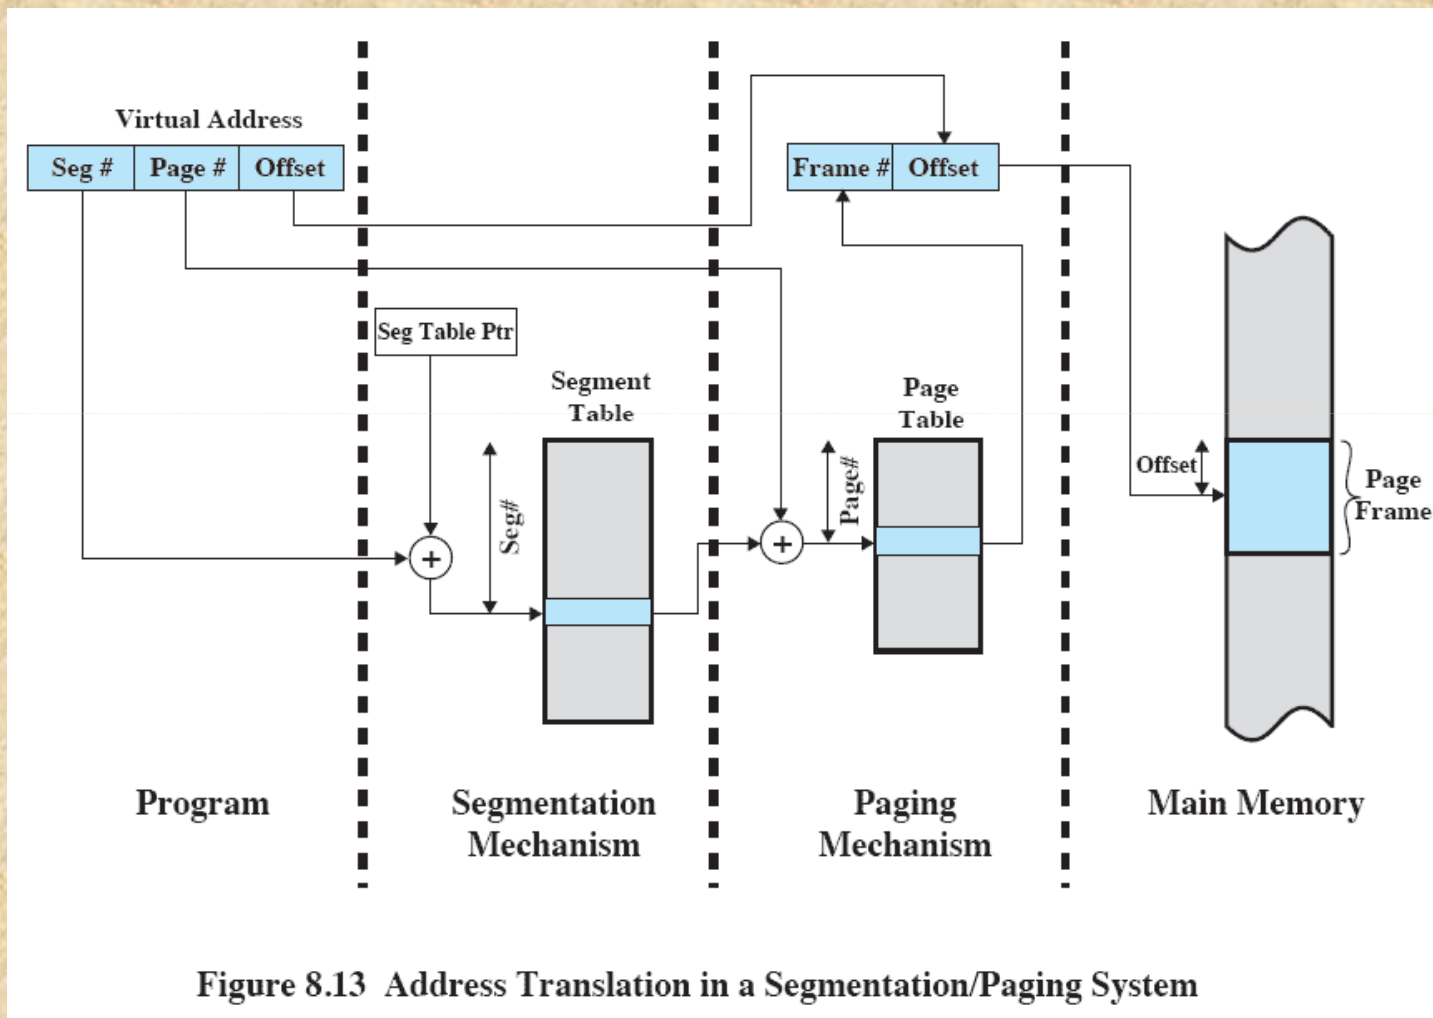 Virtual Address
Seg # Page # Offset
Frame # Offset
Seg Table Ptr
Segment
Table
Page
Table
Seg#
Page#
Offset
Page
Frame
+
+
Program
Segmentation
Mechanism
Paging
Mechanism
Main Memory
Figure 8.13 Address Translation in a Segmentation/Paging System